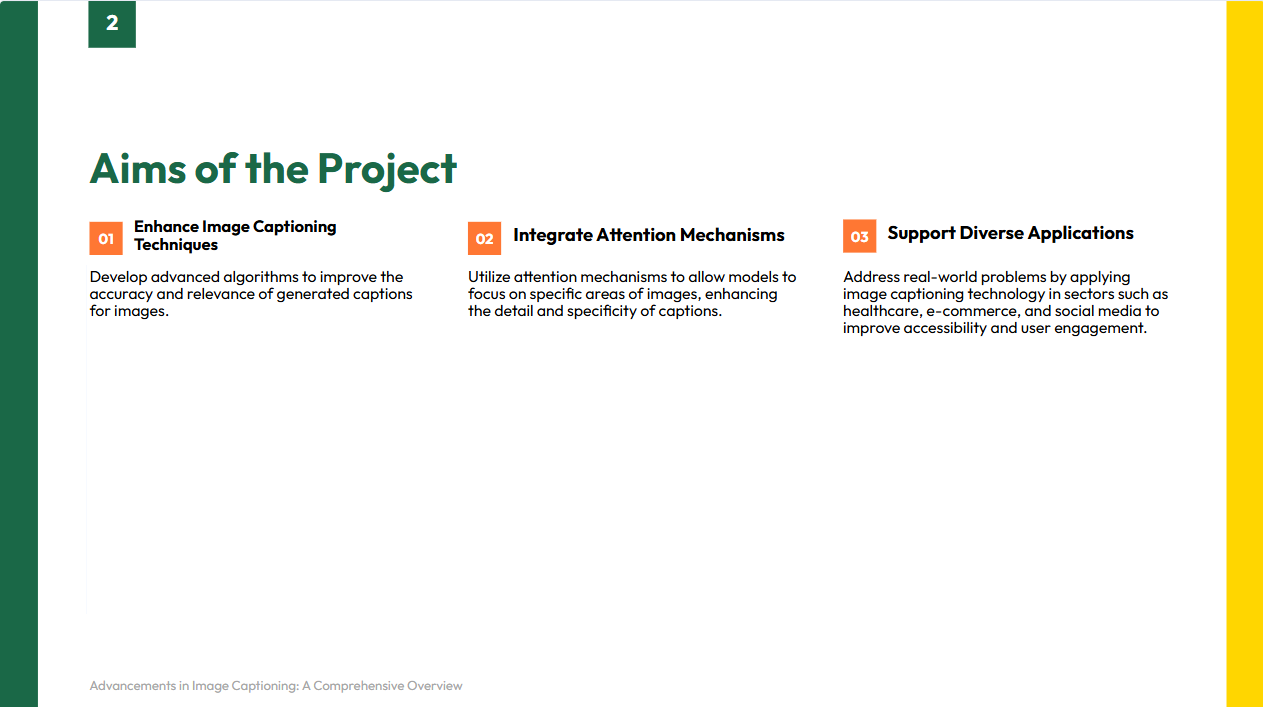 2
Aims of the Project
01
Enhance Image Captioning
Techniques
Develop advanced algorithms to improve the
accuracy and relevance of generated captions
for images.
02
Integrate Attention Mechanisms
Utilize attention mechanisms to allow models to
focus on specific areas of images, enhancing
the detail and specificity of captions.
03
Support Diverse Applications
Address real-world problems by applying
image captioning technology in sectors such as
healthcare, e-commerce, and social media to
improve accessibility and user engagement.
Advancements in Image Captioning: A Comprehensive Overview